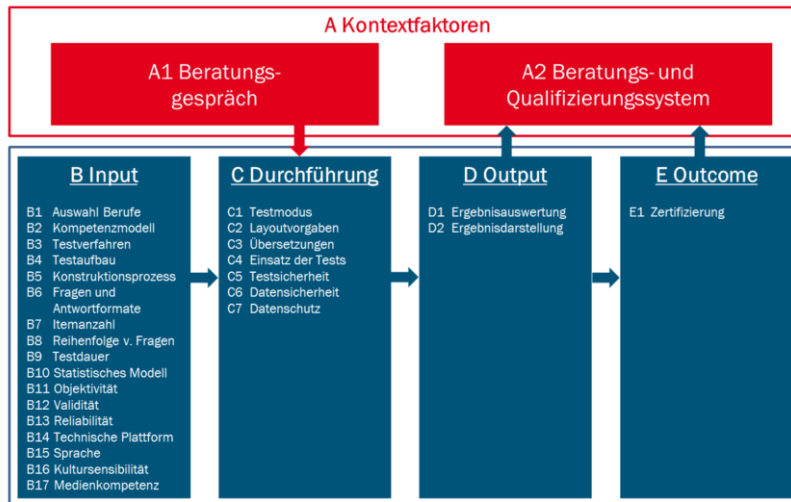 A Kontextfaktoren
A1 Beratungs-
gespräch
A2 Beratungs- und
Qualifizierungssystem
B Input
B1 Auswahl Berufe
B2 Kompetenzmodell
B3 Testverfahren
B4 Testaufbau
B5 Konstruktionsprozess
B6 Fragen und
Antwortformate
B7 Itemanzahl
B8 Reihenfolge v. Fragen
B9 Testdauer
B10 Statistisches Modell
B11 Objektivität
B12 Validität
B13 Reliabilität
B14 Technische Plattform
B15 Sprache
B16 Kultursensibilität
B17 Medienkompetenz
C Durchführung
C1 Testmodus
C2 Layoutvorgaben
C3 Übersetzungen
C4 Einsatz der Tests
C5 Testsicherheit
C6 Datensicherheit
C7 Datenschutz
D Output
D1 Ergebnisauswertung
D2 Ergebnisdarstellung
E Outcome
E1 Zertifizierung